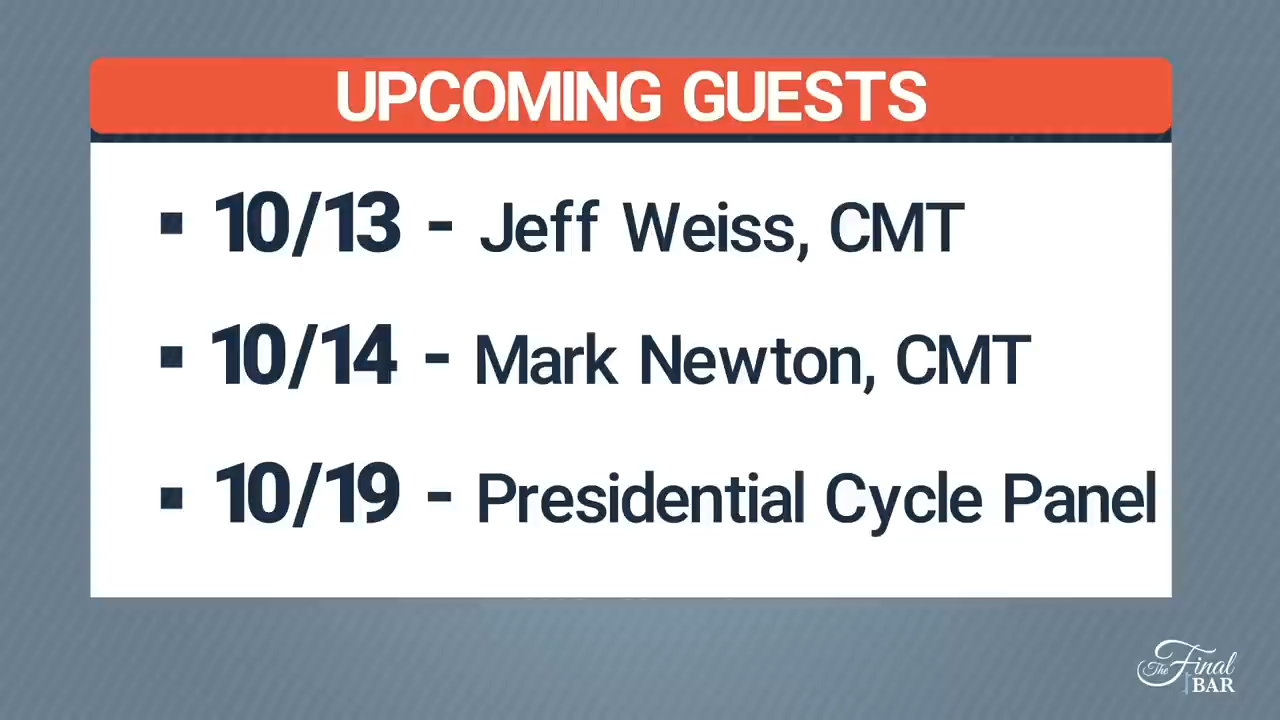 UPCOMING GUESTS
▪ 10/13 - Jeff Weiss, CMT
▪ 10/14 - Mark Newton, CMT
▪ 10/19 - Presidential Cycle Panel
The Final
BAR